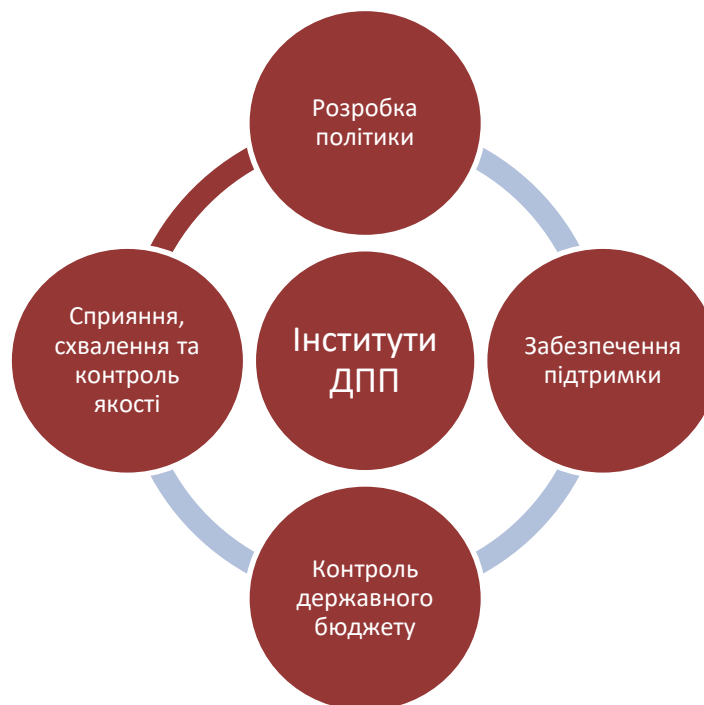 Розробка
політики
Сприяння,
схвалення та
контроль
якості
Інститути
ДПП
Забезпечення
підтримки
Контроль
державного
бюджету